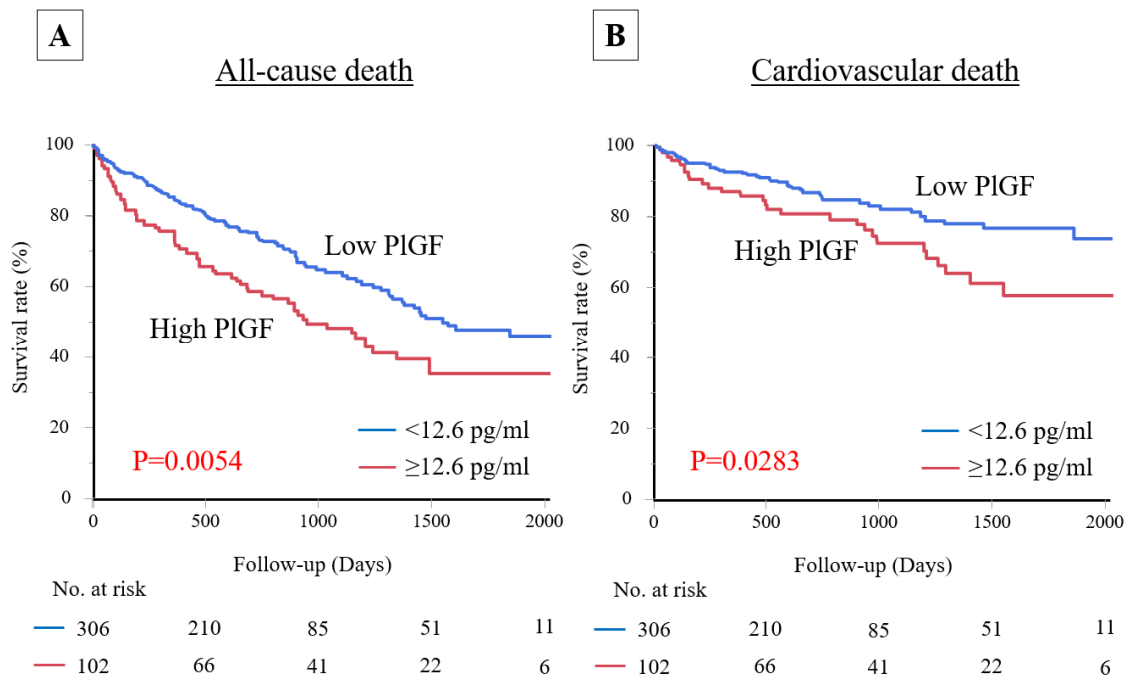 A
All-cause death
100
80
60
40
20
0
Survival rate (%)
Low PlGF
High PlGF
<12.6 pg/ml
≥12.6 pg/ml
P=0.0054
0 500 1000 1500 2000
Follow-up (Days)
No. at risk
306 210 85 51 11
102 66 41 22 6
B
Cardiovascular death
100
80
60
40
20
0
Survival rate (%)
Low PlGF
High PlGF
<12.6 pg/ml
≥12.6 pg/ml
P=0.0283
0 500 1000 1500 2000
Follow-up (Days)
No. at risk
306 210 85 51 11
102 66 41 22 6